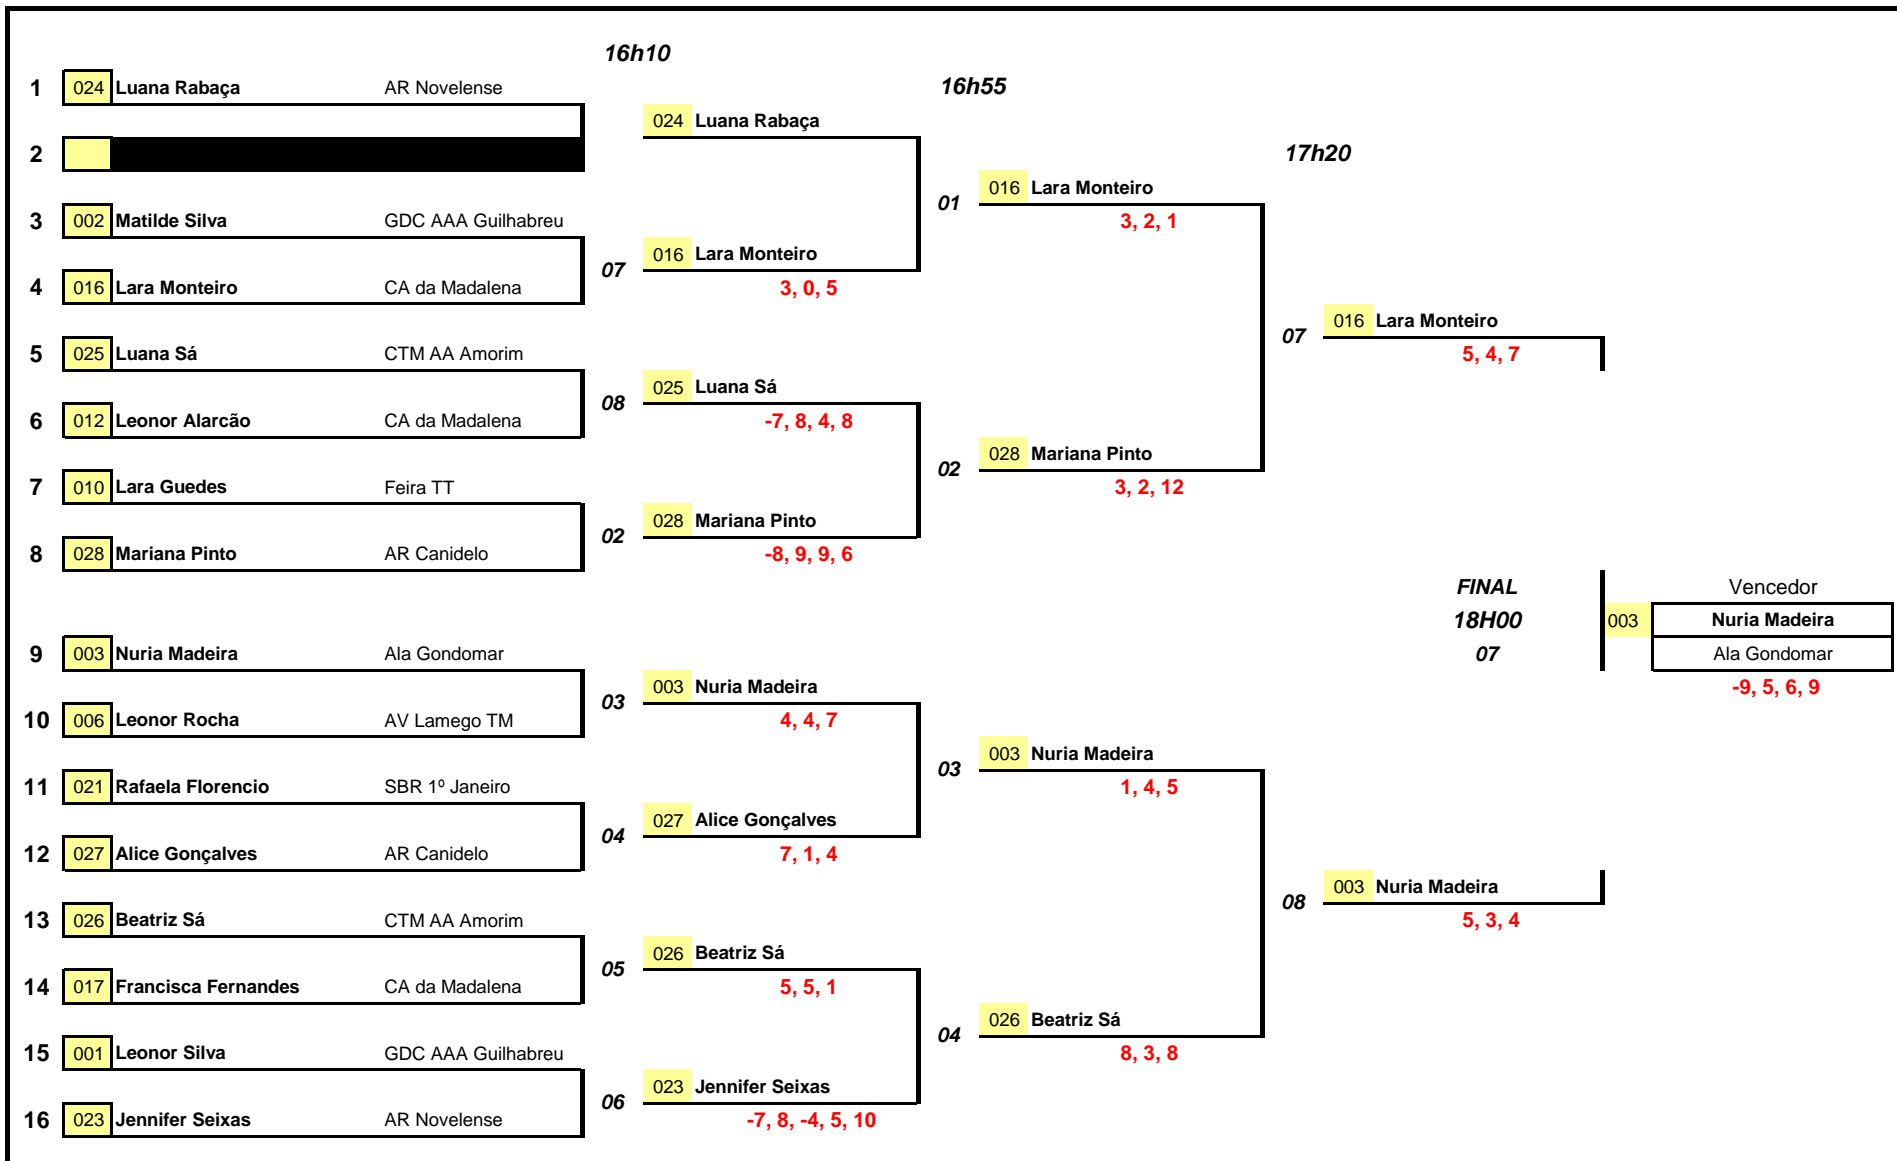 16h10
1 024 Luana Rabaça AR Novelense
16h55
024 Luana Rabaça
2
17h20
016 Lara Monteiro
01
3 002 Matilde Silva GDC AAA Guilhabreu
3, 2, 1
016 Lara Monteiro
07
4 016 Lara Monteiro CA da Madalena
3, 0, 5
016 Lara Monteiro
07
5 025 Luana Sá CTM AA Amorim
5, 4, 7
025 Luana Sá
08
6 012 Leonor Alarcão CA da Madalena
-7, 8, 4, 8
028 Mariana Pinto
02
7 010 Lara Guedes Feira TT
3, 2, 12
028 Mariana Pinto
02
8 028 Mariana Pinto AR Canidelo
-8, 9, 9, 6
FINAL Vencedor
18H00 003 Nuria Madeira
07 Ala Gondomar
9 003 Nuria Madeira Ala Gondomar
-9, 5, 6, 9
003 Nuria Madeira
03
10 006 Leonor Rocha AV Lamego TM
4, 4, 7
003 Nuria Madeira
03
11 021 Rafaela Florencio SBR 1º Janeiro
1, 4, 5
027 Alice Gonçalves
04
12 027 Alice Gonçalves AR Canidelo
7, 1, 4
003 Nuria Madeira
08
13 026 Beatriz Sá CTM AA Amorim
5, 3, 4
026 Beatriz Sá
05
14 017 Francisca Fernandes CA da Madalena
5, 5, 1
026 Beatriz Sá
04
15 001 Leonor Silva GDC AAA Guilhabreu
8, 3, 8
023 Jennifer Seixas
06
16 023 Jennifer Seixas AR Novelense
-7, 8, -4, 5, 10